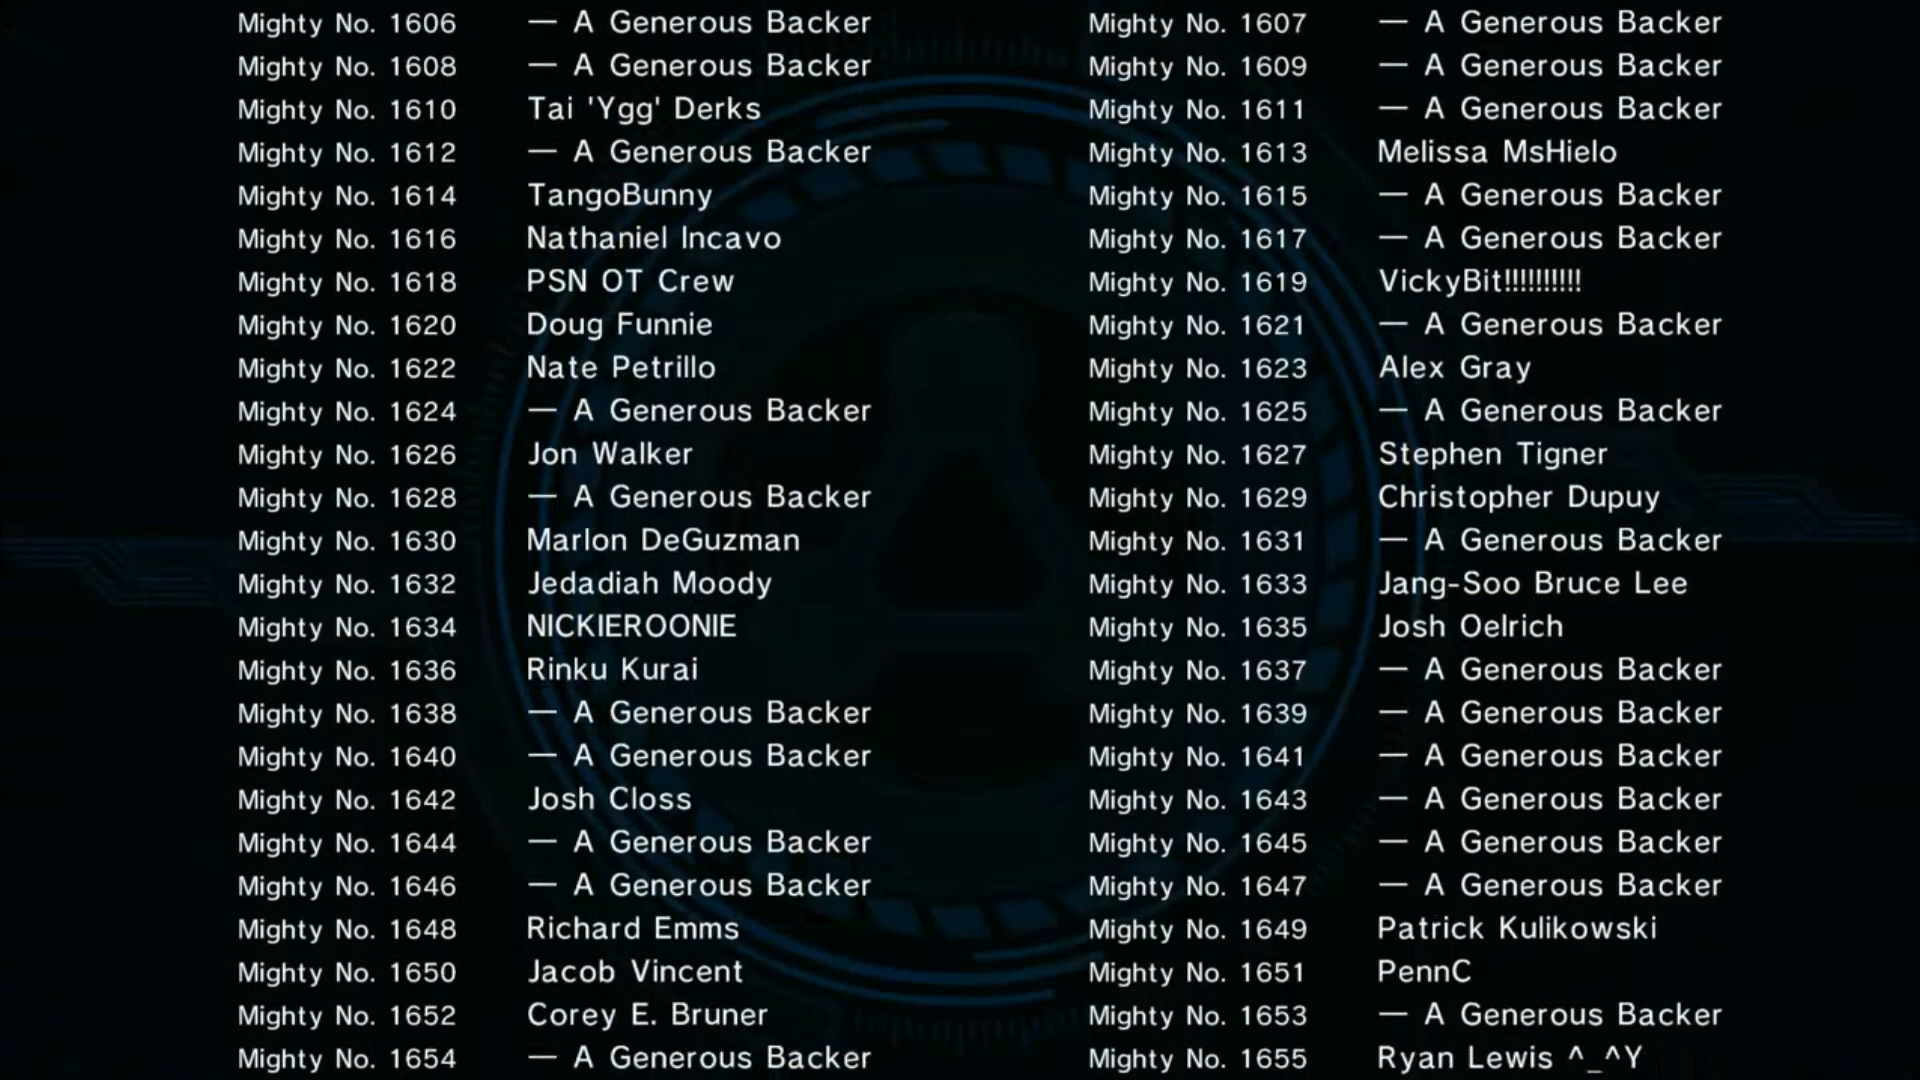 Mighty No. 1606 — A Generous Backer Mighty No. 1607 — A Generous Backer
Mighty No. 1608 — A Generous Backer Mighty No. 1609 — A Generous Backer
Mighty No. 1610 Tai 'Ygg' Derks Mighty No. 1611 — A Generous Backer
Mighty No. 1612 — A Generous Backer Mighty No. 1613 Melissa MsHielo
Mighty No. 1614 TangoBunny Mighty No. 1615 — A Generous Backer
Mighty No. 1616 Nathaniel Incavo Mighty No. 1617 — A Generous Backer
Mighty No. 1618 PSN OT Crew Mighty No. 1619 VickyBit!!!!!!!!!!
Mighty No. 1620 Doug Funnie Mighty No. 1621 — A Generous Backer
Mighty No. 1622 Nate Petrillo Mighty No. 1623 Alex Gray
Mighty No. 1624 — A Generous Backer Mighty No. 1625 — A Generous Backer
Mighty No. 1626 Jon Walker Mighty No. 1627 Stephen Tigner
Mighty No. 1628 — A Generous Backer Mighty No. 1629 Christopher Dupuy
Mighty No. 1630 Marlon DeGuzman Mighty No. 1631 — A Generous Backer
Mighty No. 1632 Jedadiah Moody Mighty No. 1633 Jang-Soo Bruce Lee
Mighty No. 1634 NICKIEROONIE Mighty No. 1635 Josh Oelrich
Mighty No. 1636 Rinku Kurai Mighty No. 1637 — A Generous Backer
Mighty No. 1638 — A Generous Backer Mighty No. 1639 — A Generous Backer
Mighty No. 1640 — A Generous Backer Mighty No. 1641 — A Generous Backer
Mighty No. 1642 Josh Closs Mighty No. 1643 — A Generous Backer
Mighty No. 1644 — A Generous Backer Mighty No. 1645 — A Generous Backer
Mighty No. 1646 — A Generous Backer Mighty No. 1647 — A Generous Backer
Mighty No. 1648 Richard Emms Mighty No. 1649 Patrick Kulikowski
Mighty No. 1650 Jacob Vincent Mighty No. 1651 PennC
Mighty No. 1652 Corey E. Bruner Mighty No. 1653 — A Generous Backer
Mighty No. 1654 — A Generous Backer Mighty No. 1655 Ryan Lewis ^_^Y